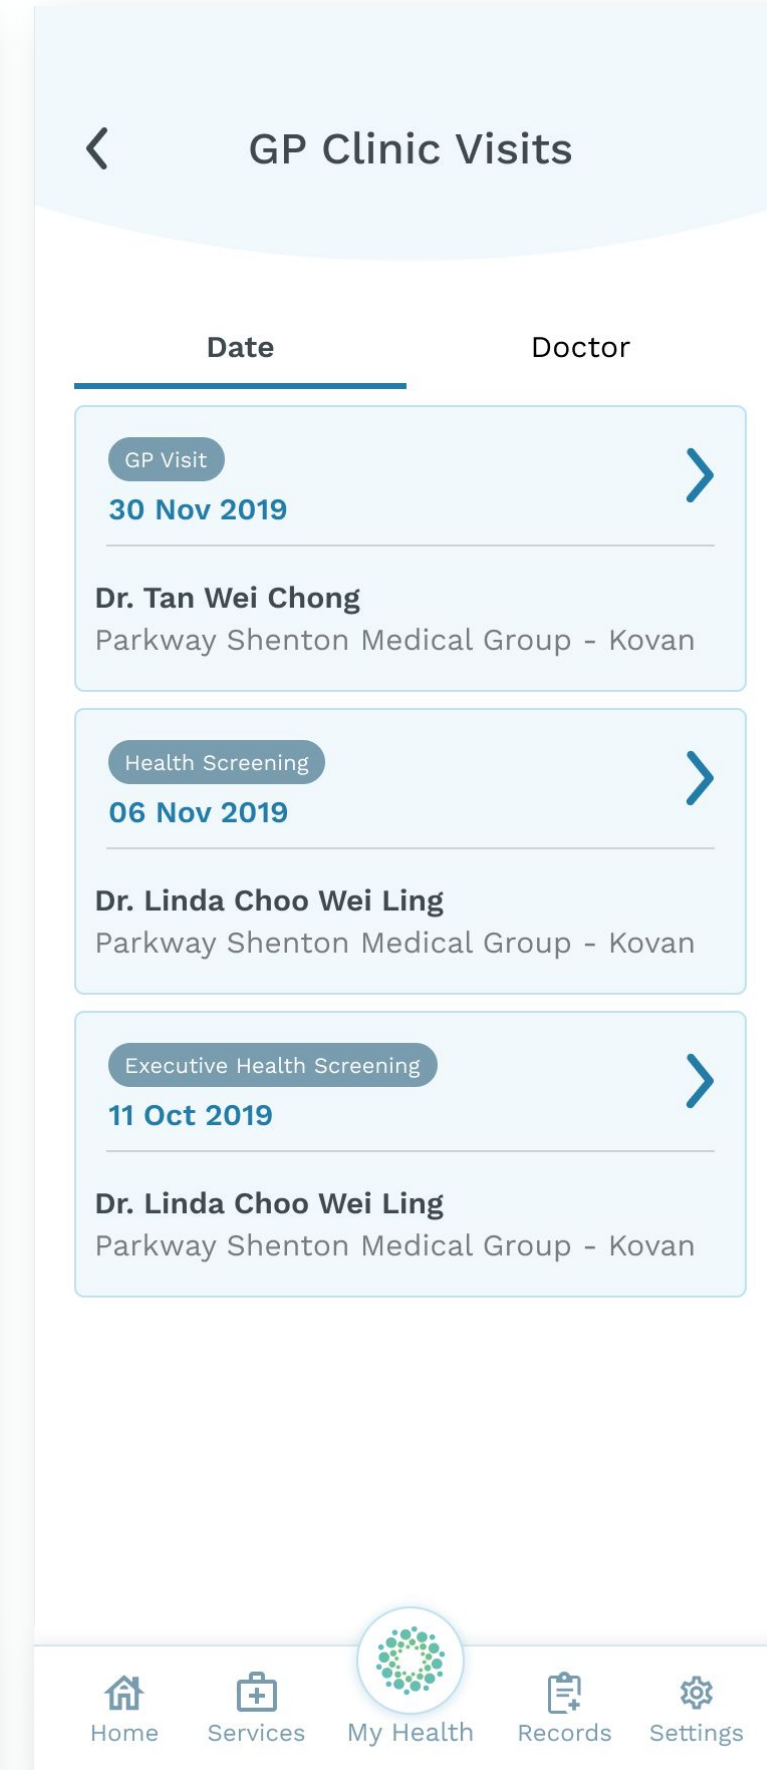 GP Clinic Visits
Date
Doctor
GP Visit
30 Nov 2019
Dr. Tan Wei Chong
Parkway Shenton Medical Group - Kovan
Health Screening
06 Nov 2019
Dr. Linda Choo Wei Ling
Parkway Shenton Medical Group - Kovan
Executive Health Screening
11 Oct 2019
Dr. Linda Choo Wei Ling
Parkway Shenton Medical Group - Kovan
Home
Services
My Health
Records
Settings